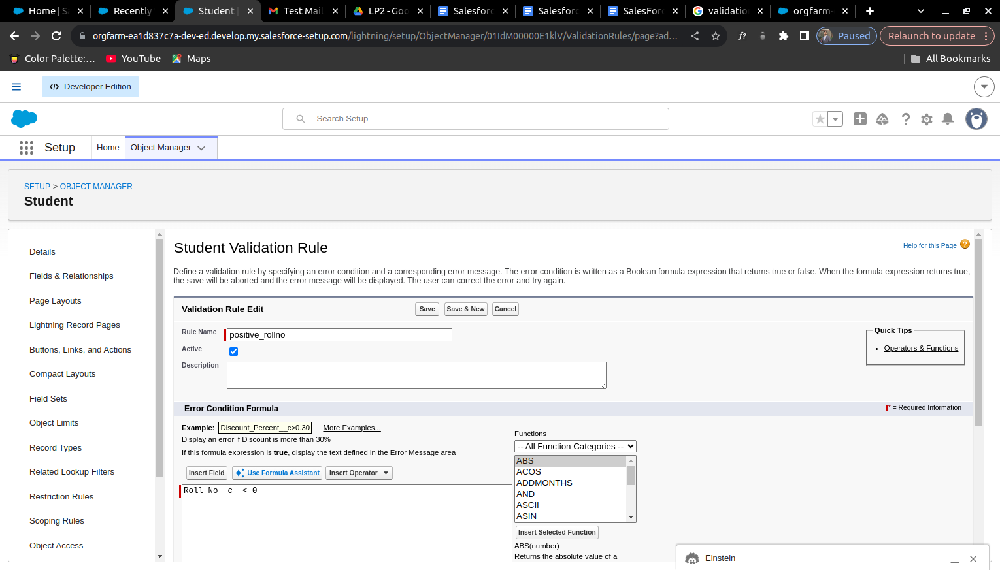 Home | S
Recently
Student |
Test Mail
LP2 - Goo
Salesforc
Salesforc
SalesForc
validatio
orgfarm-
orgfarm-ea1d837c7a-dev-ed.develop.my.salesforce-setup.com/lightning/setup/ObjectManager/01IdM00000E1klV/ValidationRules/page?ad...
f?
Paused
Relaunch to update
Color Palette:...
YouTube
Maps
All Bookmarks
</> Developer Edition
Search Setup
Setup
Home
Object Manager
SETUP > OBJECT MANAGER
Student
Details
Fields & Relationships
Page Layouts
Lightning Record Pages
Buttons, Links, and Actions
Compact Layouts
Field Sets
Object Limits
Record Types
Related Lookup Filters
Restriction Rules
Scoping Rules
Object Access
Student Validation Rule
Help for this Page ?
Define a validation rule by specifying an error condition and a corresponding error message. The error condition is written as a Boolean formula expression that returns true or false. When the formula expression returns true,
the save will be aborted and the error message will be displayed. The user can correct the error and try again.
Validation Rule Edit
Save
Save & New
Cancel
Rule Name
positive_rollno
Active
Description
Quick Tips
• Operators & Functions
Error Condition Formula
* = Required Information
Example: Discount_Percent__c>0.30 More Examples...
Display an error if Discount is more than 30%
If this formula expression is true, display the text defined in the Error Message area
Insert Field
Use Formula Assistant
Insert Operator
Roll_No__c  < 0
Functions
-- All Function Categories --
ABS
ACOS
ADDMONTHS
AND
ASCII
ASIN
Insert Selected Function
ABS(number)
Returns the absolute value of a
Einstein